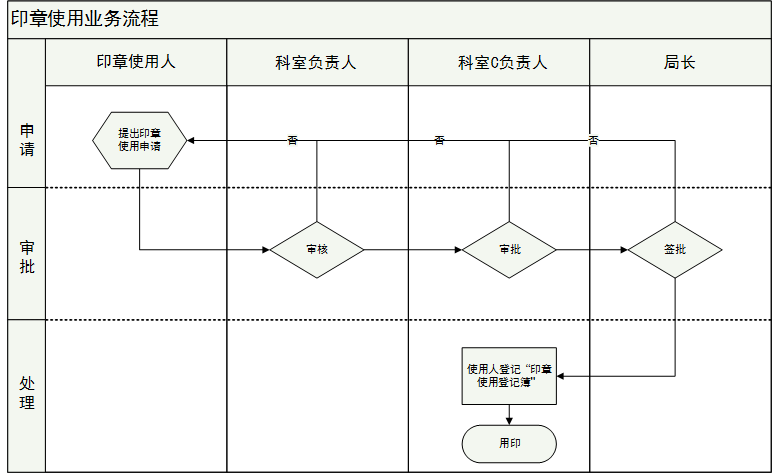 印章使用业务流程
印章使用人
科室负责人
科室C负责人
局长
申
请
提出印章
使用申请
否
否
否
审
批
审核
审批
签批
处
理
使用人登记“印章
使用登记簿”
用印